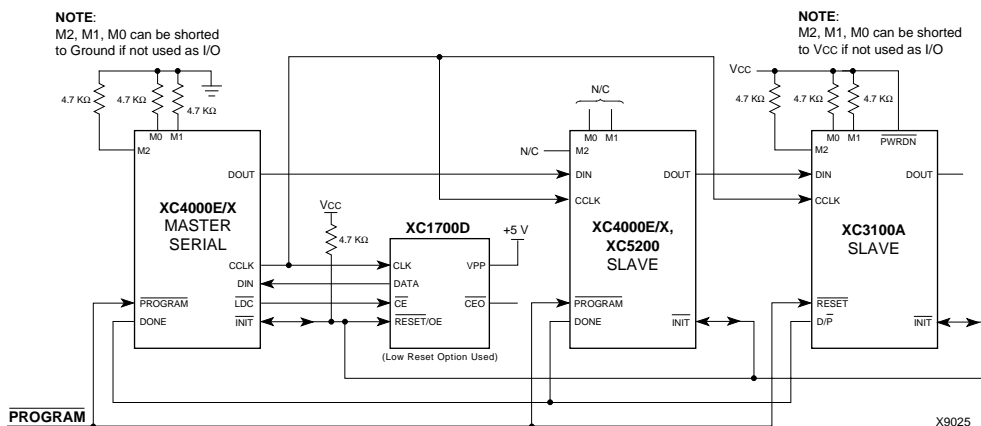 NOTE:
M2, M1, M0 can be shorted
to Ground if not used as I/O
NOTE:
M2, M1, M0 can be shorted
to VCC if not used as I/O
4.7 KΩ
4.7 KΩ
4.7 KΩ
M0 M1
M2
DOUT
XC4000E/X
MASTER
SERIAL
CCLK
DIN
PROGRAM
LDC
DONE
INIT
VCC
4.7 KΩ
XC1700D
+5 V
CLK
VPP
DATA
CE
CEO
RESET/OE
(Low Reset Option Used)
N/C
M0 M1
N/C
M2
DIN
DOUT
CCLK
XC4000E/X,
XC5200
SLAVE
PROGRAM
DONE
INIT
VCC
4.7 KΩ
4.7 KΩ
4.7 KΩ
M0 M1
PWRDN
M2
DIN
DOUT
CCLK
XC3100A
SLAVE
RESET
D/P
INIT
PROGRAM
X9025